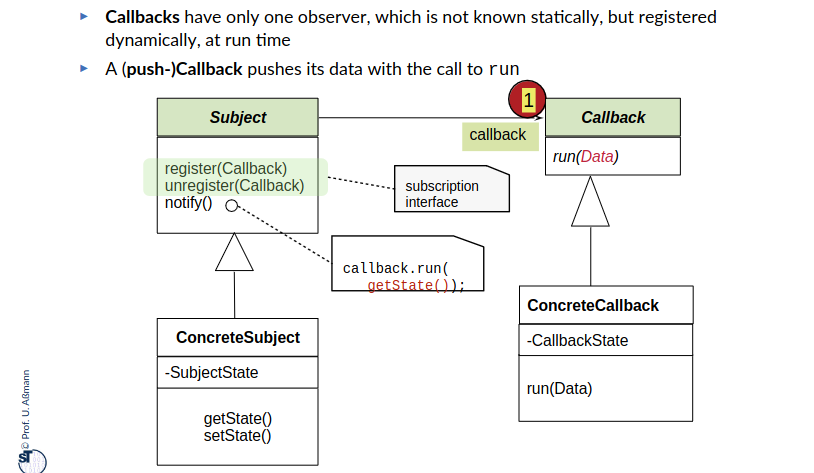 ► Callbacks have only one observer, which is not known statically, but registered
dynamically, at run time
► A (push-)Callback pushes its data with the call to run
1
Subject
Callback
callback
run(Data)
register(Callback)
unregister(Callback)
notify()
subscription
interface
callback.run(
getState());
ConcreteSubject
-SubjectState
getState()
setState()
ConcreteCallback
-CallbackState
run(Data)
© Prof. U. Aßmann
ST